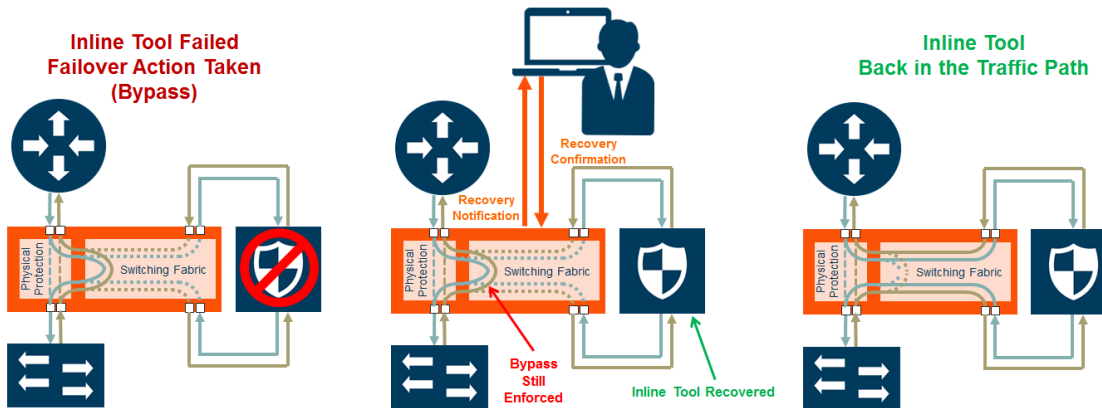 Inline Tool Failed
Failover Action Taken
(Bypass)
Physical
Protection
Switching Fabric
Recovery
Confirmation
Recovery
Notification
Physical
Protection
Switching Fabric
Bypass
Still
Enforced
Inline Tool Recovered
Inline Tool
Back in the Traffic Path
Physical
Protection
Switching Fabric